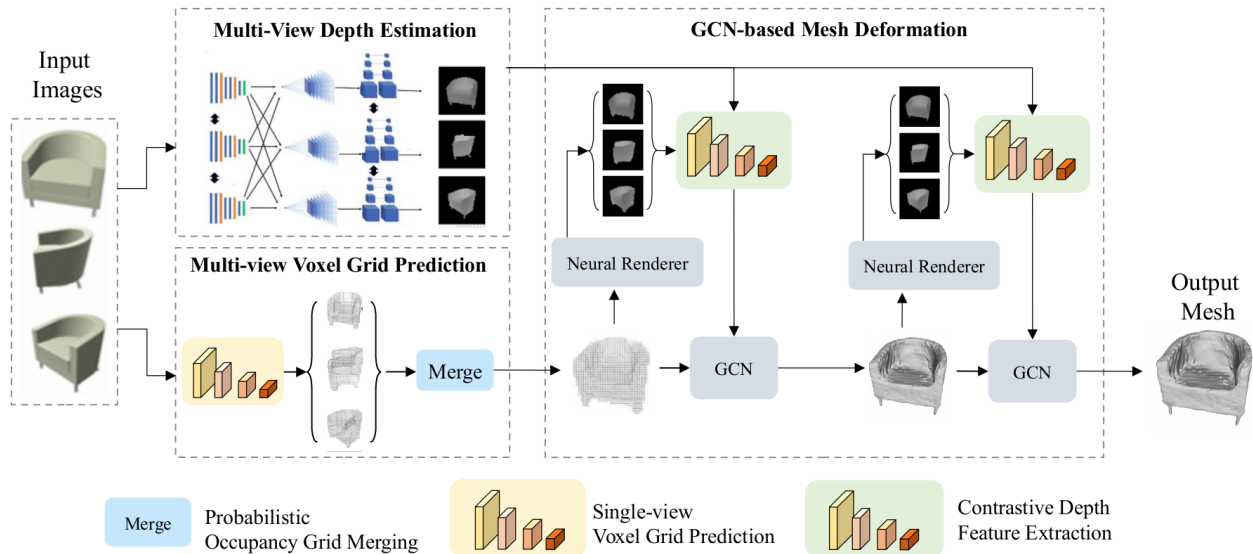 Input
Images
Multi-View Depth Estimation
Multi-view Voxel Grid Prediction
Merge
GCN-based Mesh Deformation
Neural Renderer
GCN
Neural Renderer
GCN
Output
Mesh
Merge
Probabilistic
Occupancy Grid Merging
Single-view
Voxel Grid Prediction
Contrastive Depth
Feature Extraction